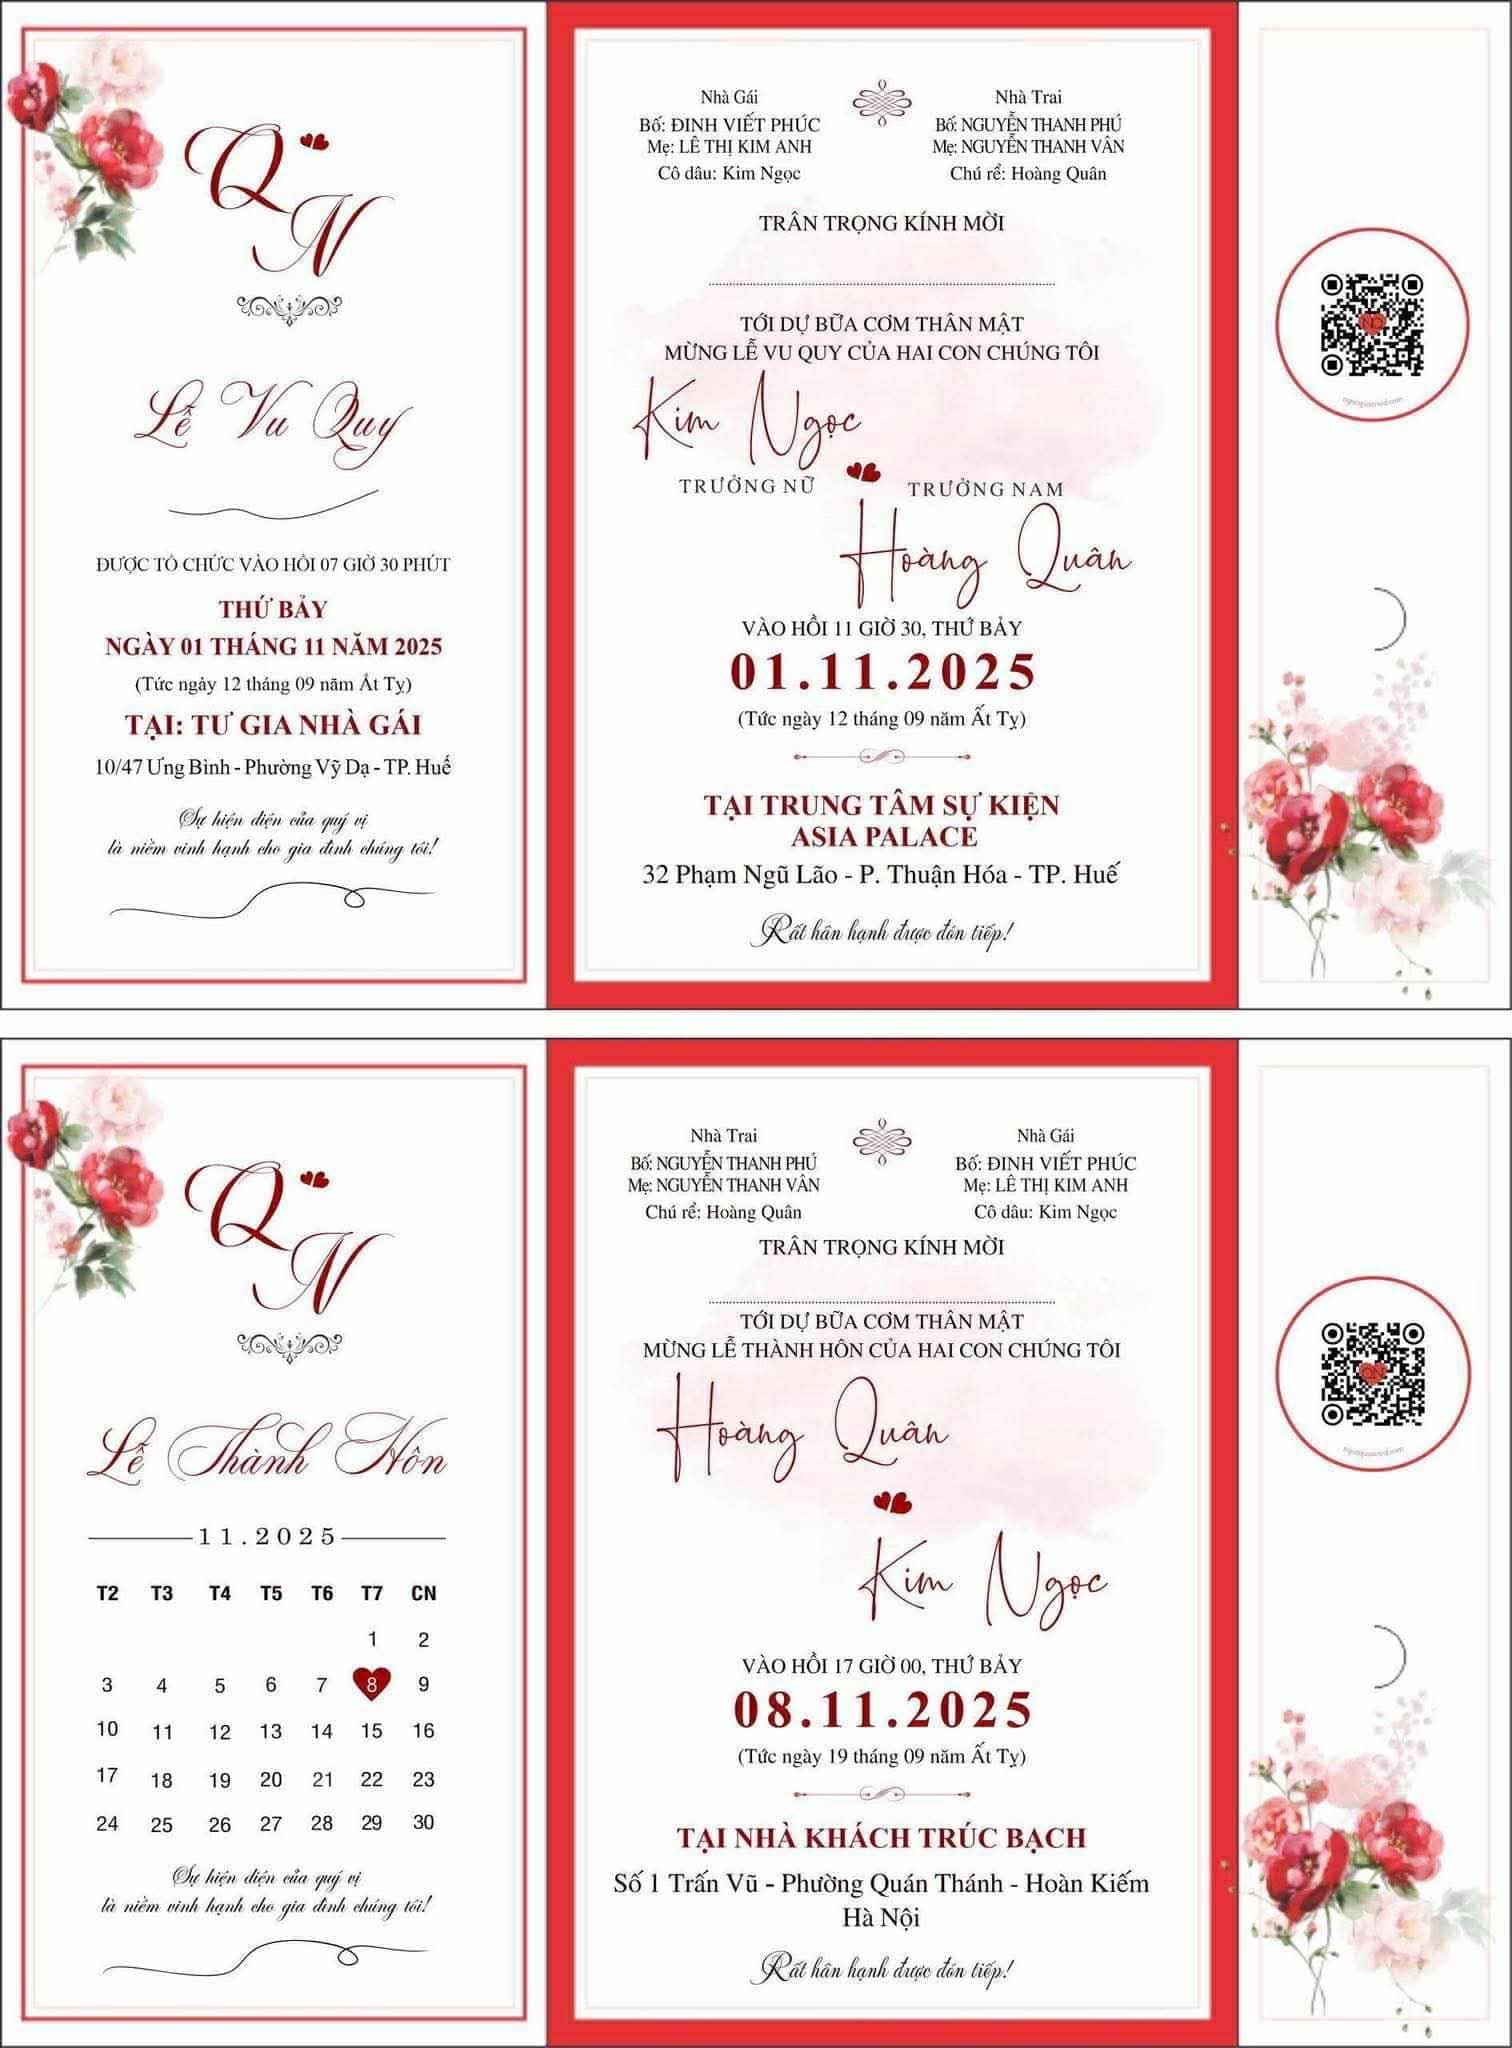 Q
N
Lễ Vu Quy
ĐƯỢC TỔ CHỨC VÀO HỒI 07 GIỜ 30 PHÚT
THỨ BẢY
NGÀY 01 THÁNG 11 NĂM 2025
(Tức ngày 12 tháng 09 năm Ất Tỵ)
TẠI: TƯ GIA NHÀ GÁI
10/47 Ưng Bình - Phường Vỹ Dạ - TP. Huế
Sự hiện diện của quý vị
là niềm vinh hạnh cho gia đình chúng tôi!
Nhà Gái
Bố: ĐINH VIẾT PHÚC
Mẹ: LÊ THỊ KIM ANH
Cô dâu: Kim Ngọc
Nhà Trai
Bố: NGUYỄN THANH PHÚ
Mẹ: NGUYỄN THANH VÂN
Chú rể: Hoàng Quân
TRÂN TRỌNG KÍNH MỜI
TỚI DỰ BỮA CƠM THÂN MẬT
MỪNG LỄ VU QUY CỦA HAI CON CHÚNG TÔI
Kim Ngọc
TRƯỞNG NỮ
TRƯỞNG NAM
Hoàng Quân
VÀO HỒI 11 GIỜ 30, THỨ BẢY
01.11.2025
(Tức ngày 12 tháng 09 năm Ất Tỵ)
TẠI TRUNG TÂM SỰ KIỆN
ASIA PALACE
32 Phạm Ngũ Lão - P. Thuận Hóa - TP. Huế
Rất hân hạnh được đón tiếp!
Q
N
Lễ Thành Hôn
11.2025
T2 T3 T4 T5 T6 T7 CN
1 2
3 4 5 6 7 8 9
10 11 12 13 14 15 16
17 18 19 20 21 22 23
24 25 26 27 28 29 30
Sự hiện diện của quý vị
là niềm vinh hạnh cho gia đình chúng tôi!
Nhà Trai
Bố: NGUYỄN THANH PHÚ
Mẹ: NGUYỄN THANH VÂN
Chú rể: Hoàng Quân
Nhà Gái
Bố: ĐINH VIẾT PHÚC
Mẹ: LÊ THỊ KIM ANH
Cô dâu: Kim Ngọc
TRÂN TRỌNG KÍNH MỜI
TỚI DỰ BỮA CƠM THÂN MẬT
MỪNG LỄ THÀNH HÔN CỦA HAI CON CHÚNG TÔI
Hoàng Quân
Kim Ngọc
VÀO HỒI 17 GIỜ 00, THỨ BẢY
08.11.2025
(Tức ngày 19 tháng 09 năm Ất Tỵ)
TẠI NHÀ KHÁCH TRÚC BẠCH
Số 1 Trấn Vũ - Phường Quán Thánh - Hoàn Kiếm
Hà Nội
Rất hân hạnh được đón tiếp!
QN